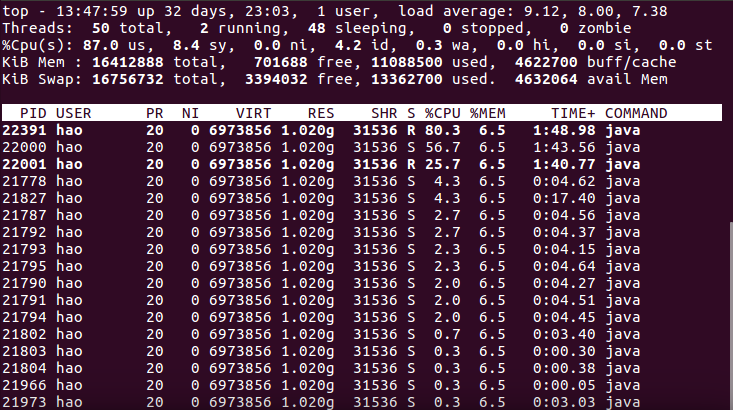 top - 13:47:59 up 32 days, 23:03,  1 user,  load average: 9.12, 8.00, 7.38
Threads:  50 total,   2 running,  48 sleeping,   0 stopped,   0 zombie
%Cpu(s): 87.0 us,  8.4 sy,  0.0 ni,  4.2 id,  0.3 wa,  0.0 hi,  0.0 si,  0.0 st
KiB Mem : 16412888 total,   701688 free, 11088500 used,  4622700 buff/cache
KiB Swap: 16756732 total,  3394032 free, 13362700 used.  4632064 avail Mem
PID USER      PR  NI    VIRT    RES    SHR S %CPU %MEM     TIME+ COMMAND
22391 hao       20   0 6973856 1.020g  31536 R 80.3  6.5   1:48.98 java
22000 hao       20   0 6973856 1.020g  31536 S 56.7  6.5   1:43.56 java
22001 hao       20   0 6973856 1.020g  31536 R 25.7  6.5   1:40.77 java
21778 hao       20   0 6973856 1.020g  31536 S  4.3  6.5   0:04.62 java
21827 hao       20   0 6973856 1.020g  31536 S  4.3  6.5   0:17.40 java
21787 hao       20   0 6973856 1.020g  31536 S  2.7  6.5   0:04.56 java
21792 hao       20   0 6973856 1.020g  31536 S  2.7  6.5   0:04.37 java
21793 hao       20   0 6973856 1.020g  31536 S  2.3  6.5   0:04.15 java
21795 hao       20   0 6973856 1.020g  31536 S  2.3  6.5   0:04.64 java
21790 hao       20   0 6973856 1.020g  31536 S  2.0  6.5   0:04.27 java
21791 hao       20   0 6973856 1.020g  31536 S  2.0  6.5   0:04.51 java
21794 hao       20   0 6973856 1.020g  31536 S  2.0  6.5   0:04.45 java
21802 hao       20   0 6973856 1.020g  31536 S  0.7  6.5   0:03.40 java
21803 hao       20   0 6973856 1.020g  31536 S  0.3  6.5   0:00.30 java
21804 hao       20   0 6973856 1.020g  31536 S  0.3  6.5   0:00.38 java
21966 hao       20   0 6973856 1.020g  31536 S  0.3  6.5   0:00.05 java
21973 hao       20   0 6973856 1.020g  31536 S  0.3  6.5   0:03.03 java